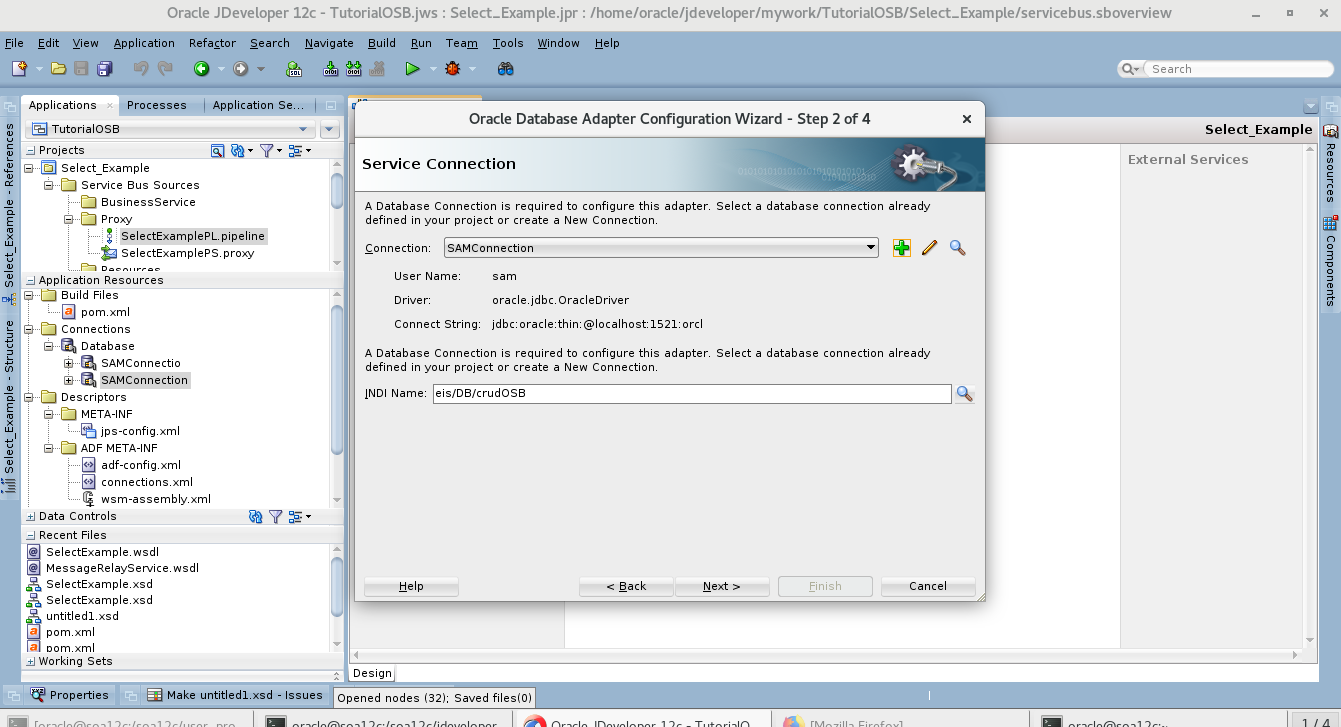 Oracle JDeveloper 12c - TutorialOSB.jws : Select_Example.jpr : /home/oracle/jdeveloper/mywork/TutorialOSB/Select_Example/servicebus.sboverview
File Edit View Application Refactor Search Navigate Build Run Team Tools Window Help
Search
Applications Processes Application Se...
TutorialOSB
Projects
Select_Example
Service Bus Sources
BusinessService
Proxy
SelectExamplePL.pipeline
SelectExamplePS.proxy
Resources
Application Resources
Build Files
pom.xml
Connections
Database
SAMConnectio
SAMConnection
Descriptors
META-INF
jps-config.xml
ADF META-INF
adf-config.xml
connections.xml
wsm-assembly.xml
Data Controls
Recent Files
SelectExample.wsdl
MessageRelayService.wsdl
SelectExample.xsd
SelectExample.xsd
untitled1.xsd
pom.xml
pom.xml
Working Sets
Select_Example - References
Select_Example - Structure
Oracle Database Adapter Configuration Wizard - Step 2 of 4
Service Connection
A Database Connection is required to configure this adapter. Select a database connection already
defined in your project or create a New Connection.
Connection: SAMConnection
User Name: sam
Driver: oracle.jdbc.OracleDriver
Connect String: jdbc:oracle:thin:@localhost:1521:orcl
A Database Connection is required to configure this adapter. Select a database connection already
defined in your project or create a New Connection.
JNDI Name: eis/DB/crudOSB
Help < Back Next > Finish Cancel
Select_Example
External Services
Resources
Components
Design
Properties Make untitled1.xsd - Issues Opened nodes (32); Saved files(0)
[oracle@soa12c:/soa12c/user_pro... oracle@soa12c:/soa12c/jdeveloper... Oracle JDeveloper 12c - TutorialO... [Mozilla Firefox] oracle@soa12c:~ 1 / 4